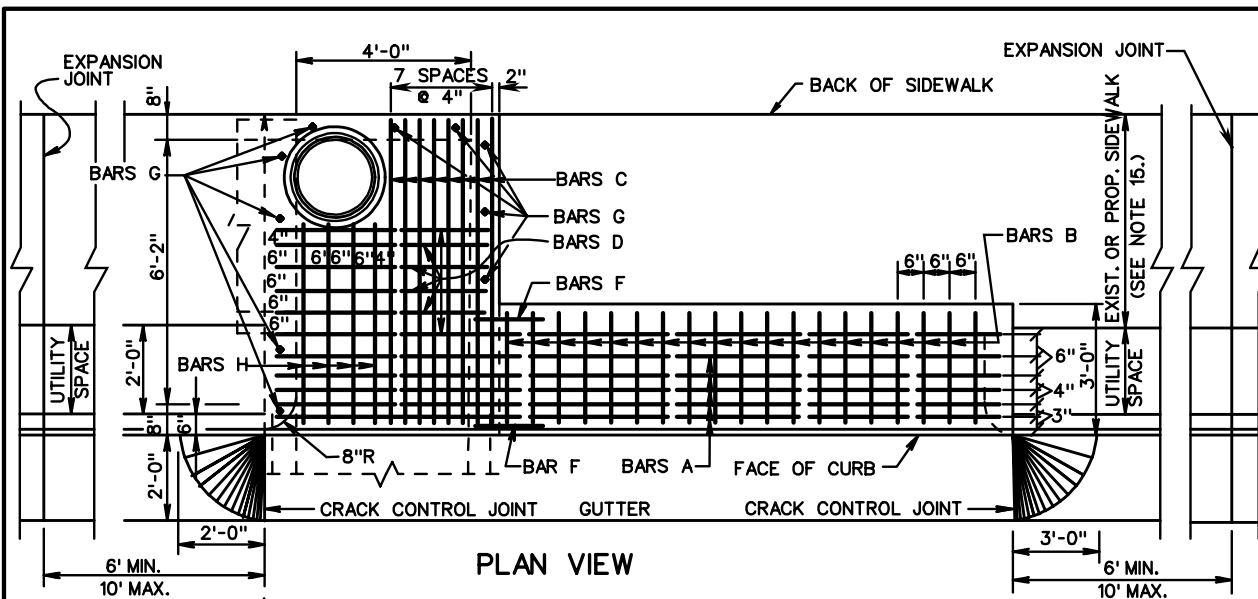 4'-0"
EXPANSION
JOINT
7 SPACES
@ 4"
2"
EXPANSION JOINT
BACK OF SIDEWALK
8"
BARS G
6'-2"
BARS C
BARS G
BARS D
BARS F
BARS B
EXIST. OR PROP. SIDEWALK
(SEE NOTE 15.)
4"
6"
6"
6"
6"
6" 6" 6" 4"
6" 6" 6"
UTILITY
SPACE
2'-0"
BARS H
8"
6"
2'-0"
8"R
BAR F
BARS A
FACE OF CURB
6"
4"
3"
3'-0"
UTILITY
SPACE
CRACK CONTROL JOINT
GUTTER
CRACK CONTROL JOINT
2'-0"
3'-0"
6' MIN.
10' MAX.
PLAN VIEW
6' MIN.
10' MAX.